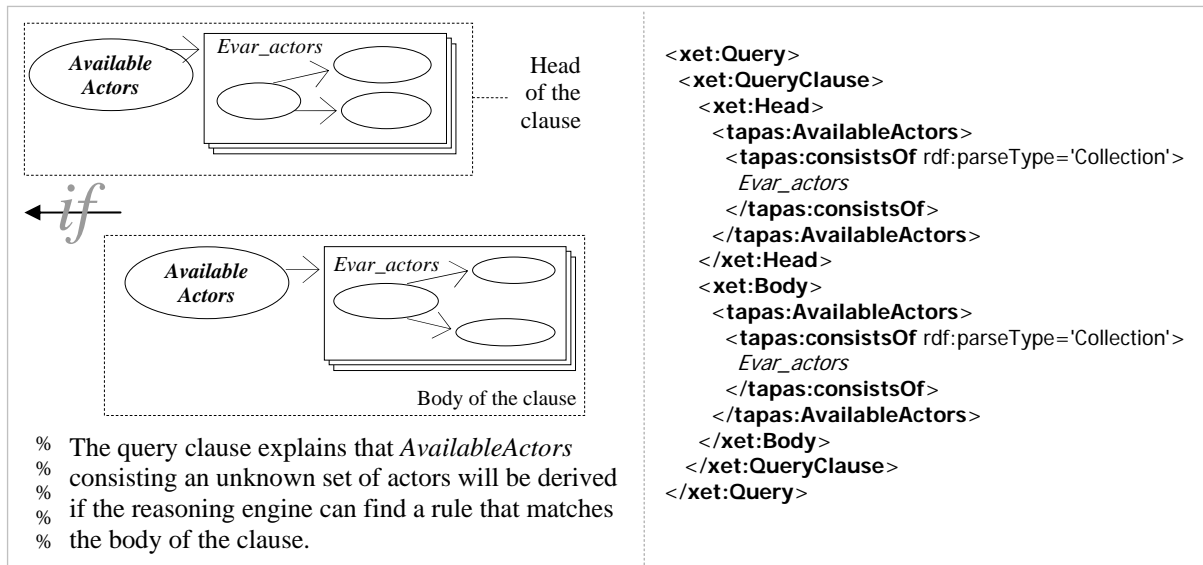 Evar_actors
Available
Actors
Head
of the
clause
if
Evar_actors
Available
Actors
Body of the clause
% The query clause explains that AvailableActors
% consisting an unknown set of actors will be derived
% if the reasoning engine can find a rule that matches
% the body of the clause.
%
<xet:Query>
<xet:QueryClause>
<xet:Head>
<tapas:AvailableActors>
<tapas:consistsOf rdf:parseType='Collection'>
Evar_actors
</tapas:consistsOf>
</tapas:AvailableActors>
</xet:Head>
<xet:Body>
<tapas:AvailableActors>
<tapas:consistsOf rdf:parseType='Collection'>
Evar_actors
</tapas:consistsOf>
</tapas:AvailableActors>
</xet:Body>
</xet:QueryClause>
</xet:Query>